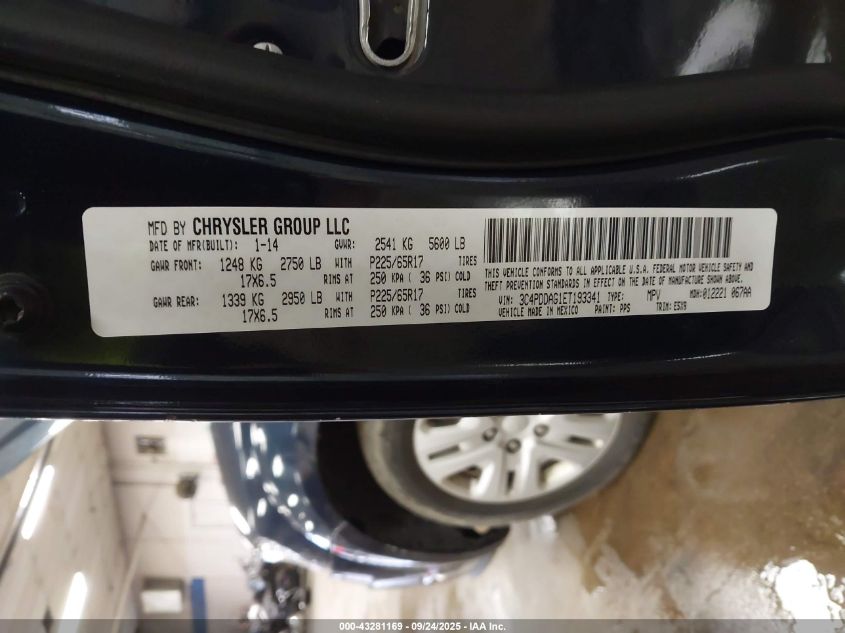 MFD BY CHRYSLER GROUP LLC
DATE OF MFR(BUILT): 1-14 GVWR: 2541 KG 5600 LB
GAWR FRONT: 1248 KG 2750 LB WITH P225/65R17 TIRES
17X6.5 RIMS AT 250 KPA ( 36 PSI) COLD
GAWR REAR: 1339 KG 2950 LB WITH P225/65R17 TIRES
17X6.5 RIMS AT 250 KPA ( 36 PSI) COLD
THIS VEHICLE CONFORMS TO ALL APPLICABLE U.S.A. FEDERAL MOTOR VEHICLE SAFETY AND
THEFT PREVENTION STANDARDS IN EFFECT ON THE DATE OF MANUFACTURE SHOWN ABOVE.
VIN: 3C4PDDAG1ET193341 TYPE: MPV MDH:012221 067AA
VEHICLE MADE IN MEXICO PAINT: PPS TRIM: E5X9
000-43281169 - 09/24/2025 - IAA Inc.